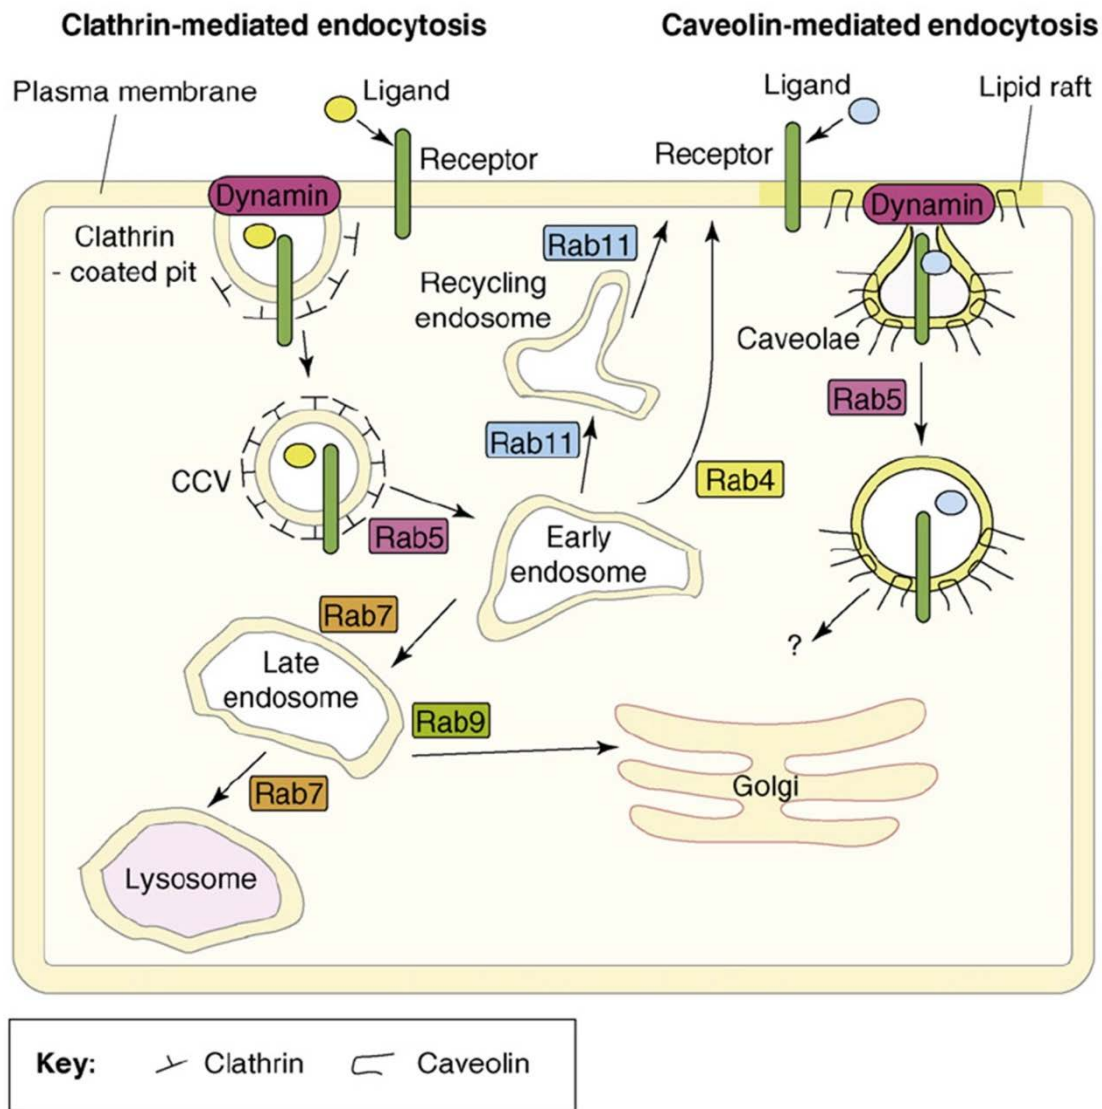 Clathrin-mediated endocytosis
Caveolin-mediated endocytosis
Plasma membrane
Ligand
Receptor
Ligand
Lipid raft
Receptor
Dynamin
Dynamin
Clathrin
- coated pit
Rab11
Recycling
endosome
Caveolae
Rab5
Rab11
CCV
Rab4
Rab5
Early
endosome
Rab7
?
Late
endosome
Rab9
Rab7
Golgi
Lysosome
Key: Clathrin Caveolin